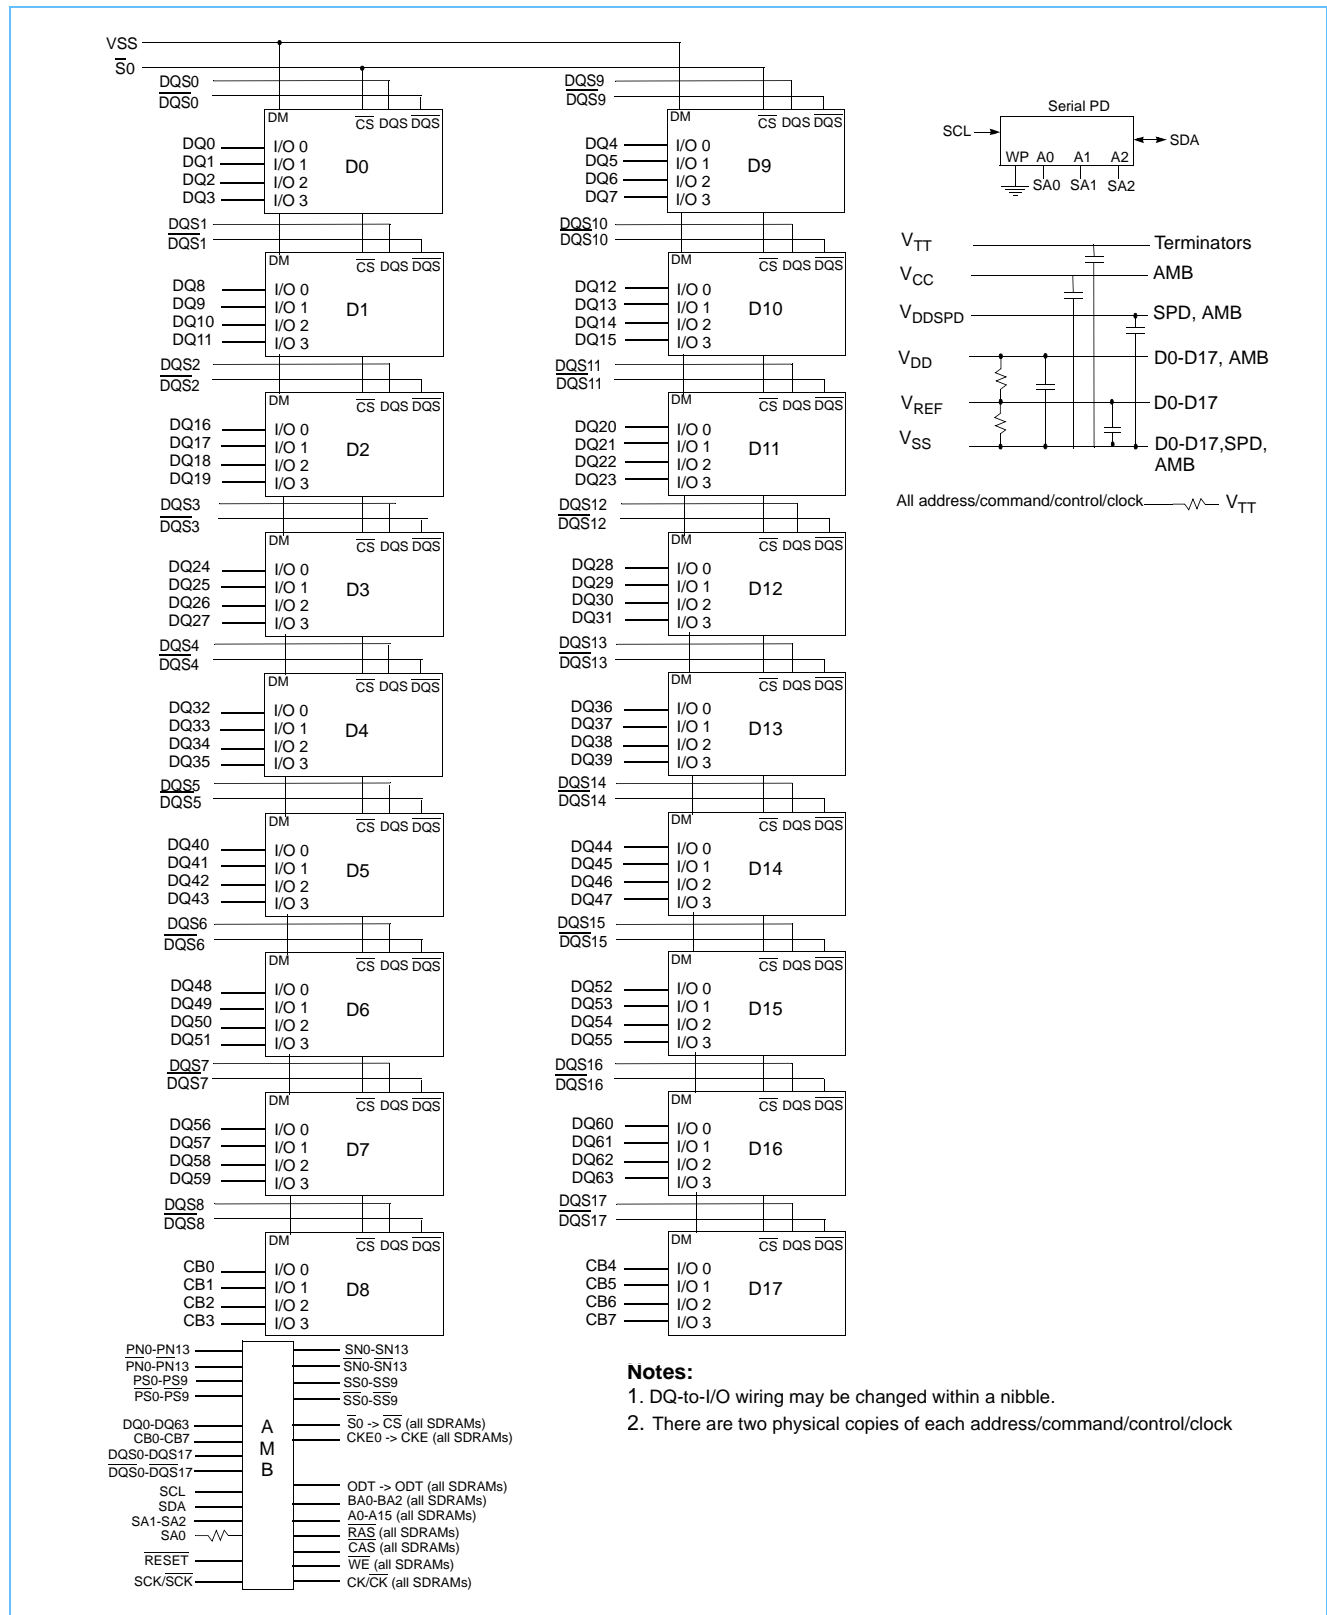 VSS
S0
DQS0
DQS0
DM
CS DQS DQS
DQ0
DQ1
DQ2
DQ3
I/O 0
I/O 1
I/O 2
I/O 3
D0
DQS1
DQS1
DM
CS DQS DQS
DQ8
DQ9
DQ10
DQ11
I/O 0
I/O 1
I/O 2
I/O 3
D1
DQS2
DQS2
DM
CS DQS DQS
DQ16
DQ17
DQ18
DQ19
I/O 0
I/O 1
I/O 2
I/O 3
D2
DQS3
DQS3
DM
CS DQS DQS
DQ24
DQ25
DQ26
DQ27
I/O 0
I/O 1
I/O 2
I/O 3
D3
DQS4
DQS4
DM
CS DQS DQS
DQ32
DQ33
DQ34
DQ35
I/O 0
I/O 1
I/O 2
I/O 3
D4
DQS5
DQS5
DM
CS DQS DQS
DQ40
DQ41
DQ42
DQ43
I/O 0
I/O 1
I/O 2
I/O 3
D5
DQS6
DQS6
DM
CS DQS DQS
DQ48
DQ49
DQ50
DQ51
I/O 0
I/O 1
I/O 2
I/O 3
D6
DQS7
DQS7
DM
CS DQS DQS
DQ56
DQ57
DQ58
DQ59
I/O 0
I/O 1
I/O 2
I/O 3
D7
DQS8
DQS8
DM
CS DQS DQS
CB0
CB1
CB2
CB3
I/O 0
I/O 1
I/O 2
I/O 3
D8
DQS9
DQS9
DM
CS DQS DQS
DQ4
DQ5
DQ6
DQ7
I/O 0
I/O 1
I/O 2
I/O 3
D9
DQS10
DQS10
DM
CS DQS DQS
DQ12
DQ13
DQ14
DQ15
I/O 0
I/O 1
I/O 2
I/O 3
D10
DQS11
DQS11
DM
CS DQS DQS
DQ20
DQ21
DQ22
DQ23
I/O 0
I/O 1
I/O 2
I/O 3
D11
DQS12
DQS12
DM
CS DQS DQS
DQ28
DQ29
DQ30
DQ31
I/O 0
I/O 1
I/O 2
I/O 3
D12
DQS13
DQS13
DM
CS DQS DQS
DQ36
DQ37
DQ38
DQ39
I/O 0
I/O 1
I/O 2
I/O 3
D13
DQS14
DQS14
DM
CS DQS DQS
DQ44
DQ45
DQ46
DQ47
I/O 0
I/O 1
I/O 2
I/O 3
D14
DQS15
DQS15
DM
CS DQS DQS
DQ52
DQ53
DQ54
DQ55
I/O 0
I/O 1
I/O 2
I/O 3
D15
DQS16
DQS16
DM
CS DQS DQS
DQ60
DQ61
DQ62
DQ63
I/O 0
I/O 1
I/O 2
I/O 3
D16
DQS17
DQS17
DM
CS DQS DQS
CB4
CB5
CB6
CB7
I/O 0
I/O 1
I/O 2
I/O 3
D17
Serial PD
SCL
SDA
WP A0 A1 A2
SA0 SA1 SA2
VTT Terminators
VCC AMB
VDDSPD SPD, AMB
VDD D0-D17, AMB
VREF D0-D17
VSS D0-D17,SPD,
AMB
All address/command/control/clock VTT
PN0-PN13
PN0-PN13
PS0-PS9
PS0-PS9
DQ0-DQ63
CB0-CB7
DQS0-DQS17
DQS0-DQS17
SCL
SDA
SA1-SA2
SA0
RESET
SCK/SCK
A
M
B
SN0-SN13
SN0-SN13
SS0-SS9
SS0-SS9
S0 -> CS (all SDRAMs)
CKE0 -> CKE (all SDRAMs)
ODT -> ODT (all SDRAMs)
BA0-BA2 (all SDRAMs)
A0-A15 (all SDRAMs)
RAS (all SDRAMs)
CAS (all SDRAMs)
WE (all SDRAMs)
CK/CK (all SDRAMs)
Notes:
1. DQ-to-I/O wiring may be changed within a nibble.
2. There are two physical copies of each address/command/control/clock